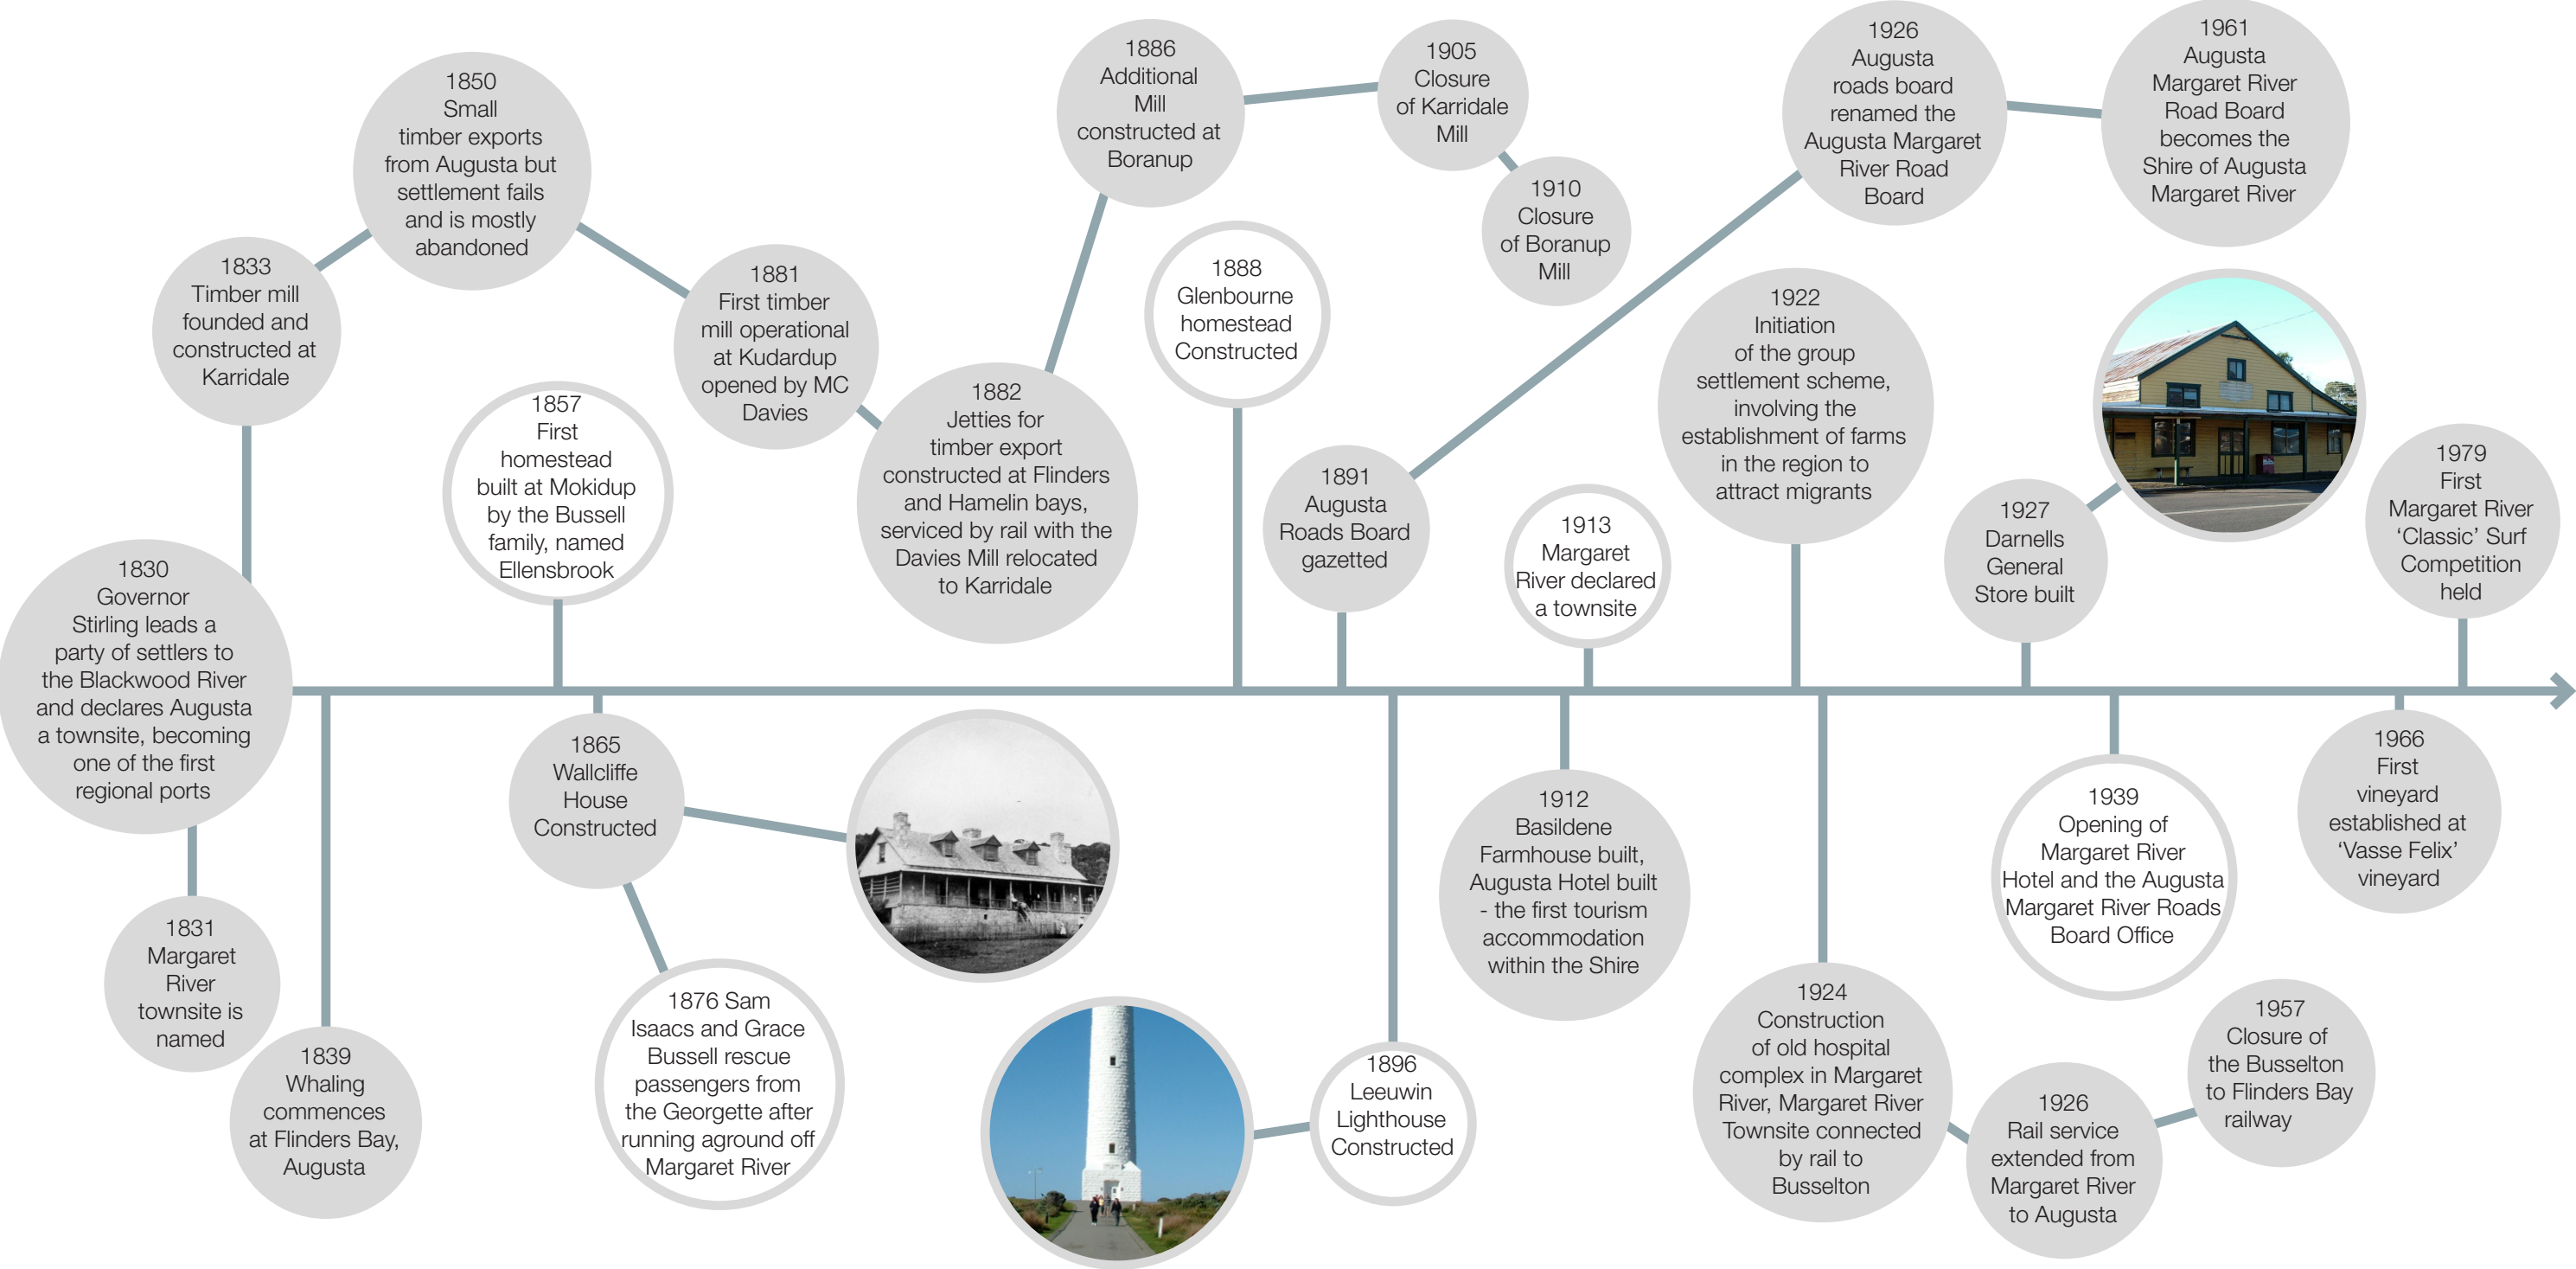 1830
Governor
Stirling leads a
party of settlers to
the Blackwood River
and declares Augusta
a townsite, becoming
one of the first
regional ports
1831
Margaret
River
townsite is
named
1833
Timber mill
founded and
constructed at
Karridale
1839
Whaling
commences
at Flinders Bay,
Augusta
1850
Small
timber exports
from Augusta but
settlement fails
and is mostly
abandoned
1857
First
homestead
built at Mokidup
by the Bussell
family, named
Ellensbrook
1865
Wallcliffe
House
Constructed
1876 Sam
Isaacs and Grace
Bussell rescue
passengers from
the Georgette after
running aground off
Margaret River
1881
First timber
mill operational
at Kudardup
opened by MC
Davies
1882
Jetties for
timber export
constructed at Flinders
and Hamelin bays,
serviced by rail with the
Davies Mill relocated
to Karridale
1886
Additional
Mill
constructed at
Boranup
1888
Glenbourne
homestead
Constructed
1891
Augusta
Roads Board
gazetted
1896
Leeuwin
Lighthouse
Constructed
1905
Closure
of Karridale
Mill
1910
Closure
of Boranup
Mill
1912
Basildene
Farmhouse built,
Augusta Hotel built
- the first tourism
accommodation
within the Shire
1913
Margaret
River declared
a townsite
1922
Initiation
of the group
settlement scheme,
involving the
establishment of farms
in the region to
attract migrants
1924
Construction
of old hospital
complex in Margaret
River, Margaret River
Townsite connected
by rail to
Busselton
1926
Augusta
roads board
renamed the
Augusta Margaret
River Road
Board
1926
Rail service
extended from
Margaret River
to Augusta
1927
Darnells
General
Store built
1939
Opening of
Margaret River
Hotel and the Augusta
Margaret River Roads
Board Office
1957
Closure of
the Busselton
to Flinders Bay
railway
1961
Augusta
Margaret River
Road Board
becomes the
Shire of Augusta
Margaret River
1966
First
vineyard
established at
‘Vasse Felix’
vineyard
1979
First
Margaret River
‘Classic’ Surf
Competition
held